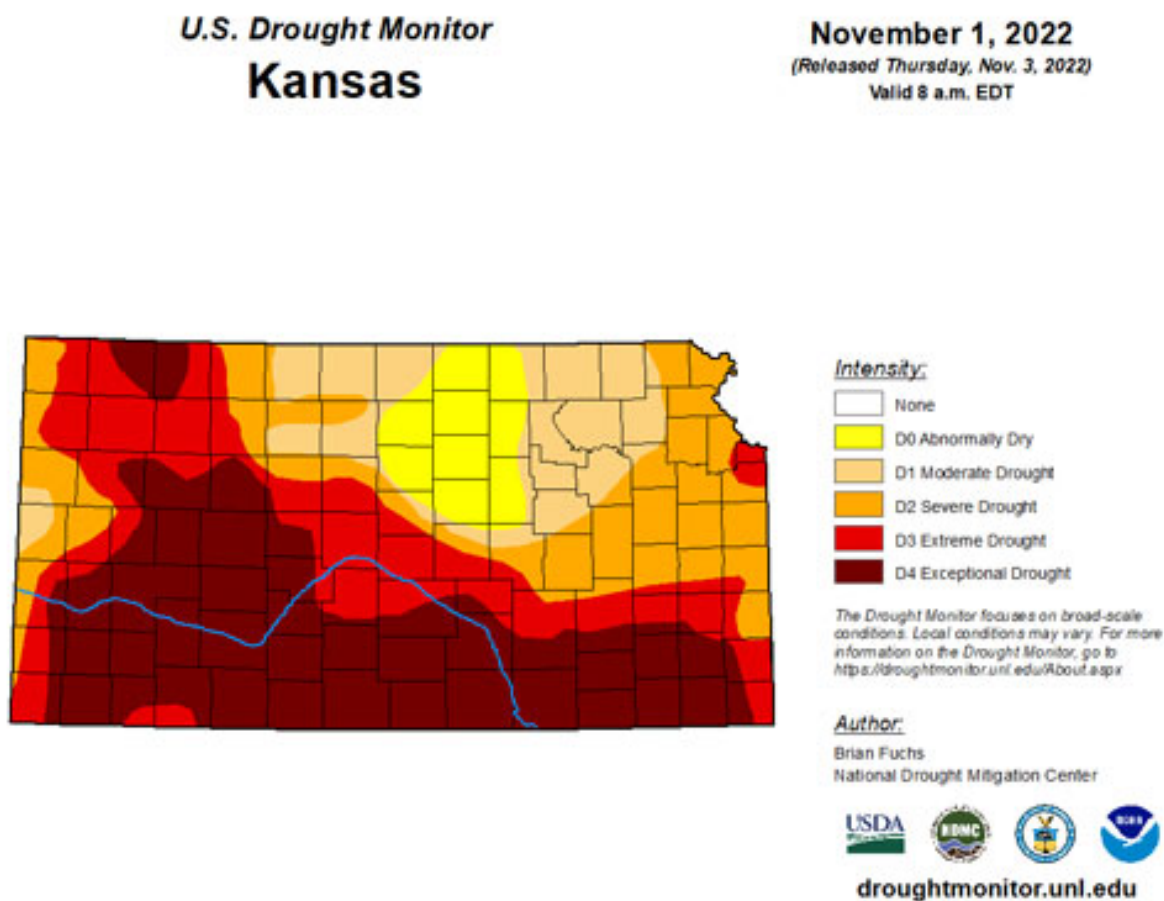 U.S. Drought Monitor
Kansas
November 1, 2022
(Released Thursday, Nov. 3, 2022)
Valid 8 a.m. EDT
Intensity:
None
D0 Abnormally Dry
D1 Moderate Drought
D2 Severe Drought
D3 Extreme Drought
D4 Exceptional Drought
The Drought Monitor focuses on broad-scale
conditions. Local conditions may vary. For more
information on the Drought Monitor, go to
https://droughtmonitor.unl.edu/About.aspx
Author:
Brian Fuchs
National Drought Mitigation Center
USDA
NDMC
NOAA
droughtmonitor.unl.edu